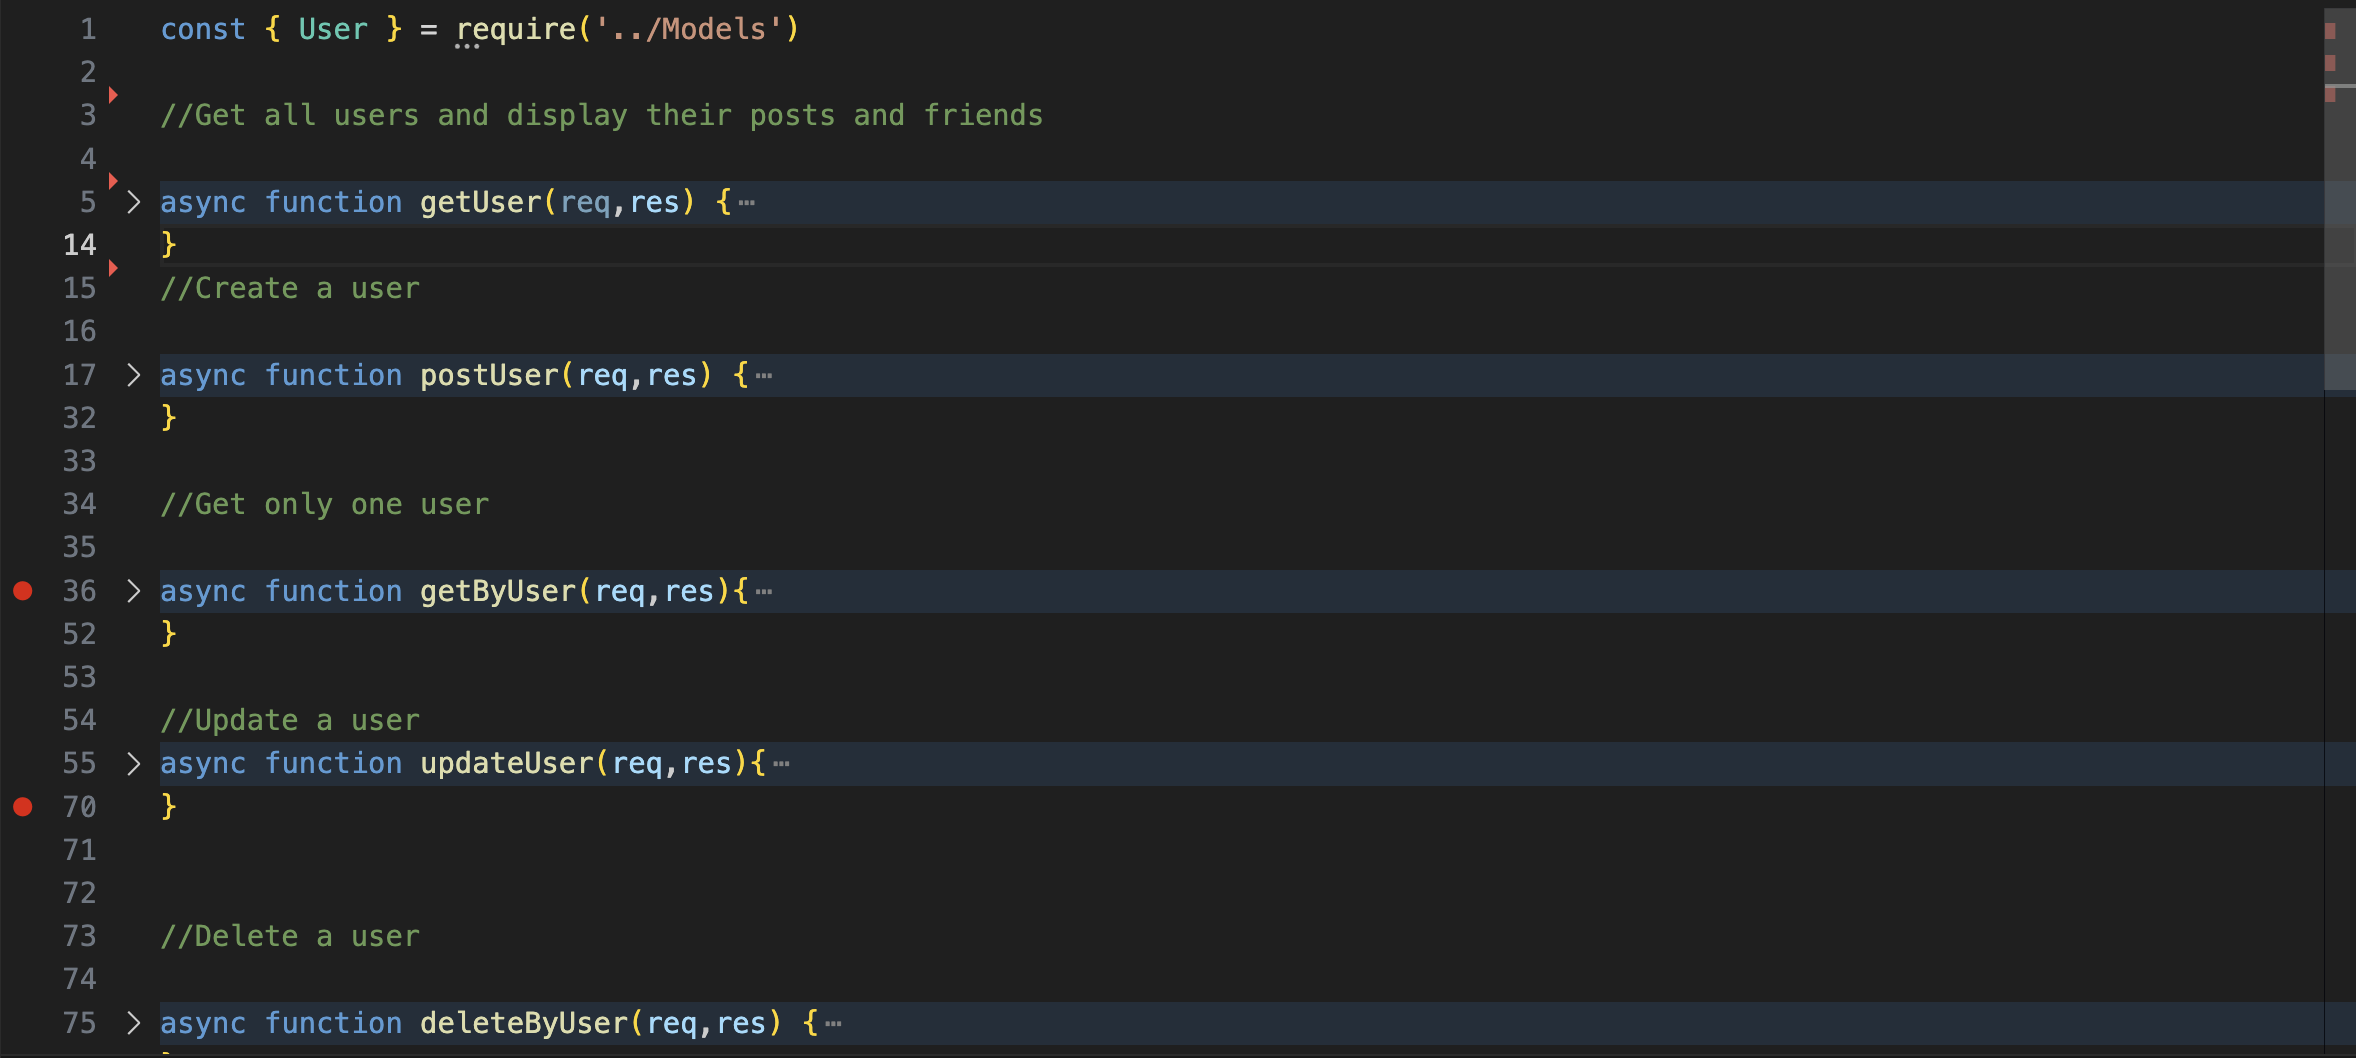 1 const { User } = require('../Models')
2
3 //Get all users and display their posts and friends
4
5 async function getUser(req,res) { ⋯
14 }
15 //Create a user
16
17 async function postUser(req,res) { ⋯
32 }
33
34 //Get only one user
35
36 async function getByUser(req,res){ ⋯
52 }
53
54 //Update a user
55 async function updateUser(req,res){ ⋯
70 }
71
72
73 //Delete a user
74
75 async function deleteByUser(req,res) { ⋯